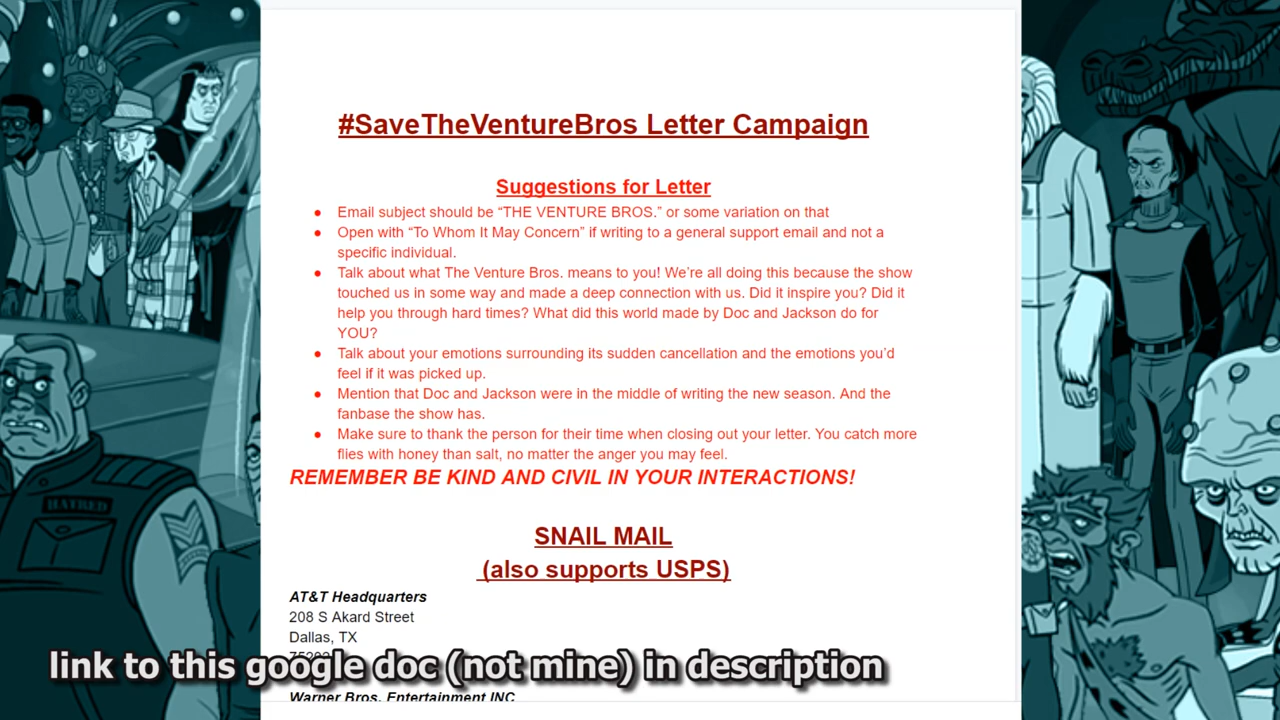 #SaveTheVentureBros Letter Campaign
Suggestions for Letter
● Email subject should be “THE VENTURE BROS.” or some variation on that
● Open with “To Whom It May Concern” if writing to a general support email and not a
specific individual.
● Talk about what The Venture Bros. means to you! We’re all doing this because the show
touched us in some way and made a deep connection with us. Did it inspire you? Did it
help you through hard times? What did this world made by Doc and Jackson do for
YOU?
● Talk about your emotions surrounding its sudden cancellation and the emotions you’d
feel if it was picked up.
● Mention that Doc and Jackson were in the middle of writing the new season. And the
fanbase the show has.
● Make sure to thank the person for their time when closing out your letter. You catch more
flies with honey than salt, no matter the anger you may feel.
REMEMBER BE KIND AND CIVIL IN YOUR INTERACTIONS!
SNAIL MAIL
(also supports USPS)
AT&T Headquarters
208 S Akard Street
Dallas, TX
link to this google doc (not mine) in description
Warner Bros. Entertainment INC
HATRED